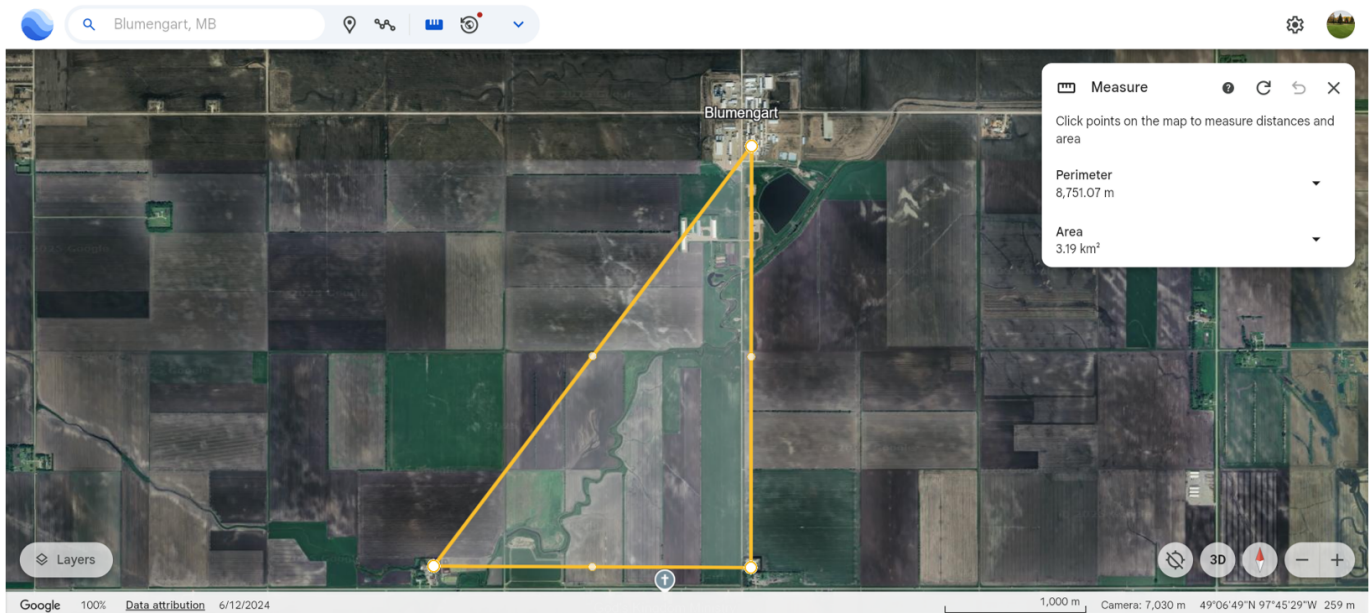 Blumengart, MB
Measure
Click points on the map to measure distances and
area
Perimeter
8,751.07 m
Area
3.19 km²
Blumengart
Layers
3D
Google 100% Data attribution 6/12/2024 1,000 m Camera: 7,030 m 49°06'49"N 97°45'29"W 259 m